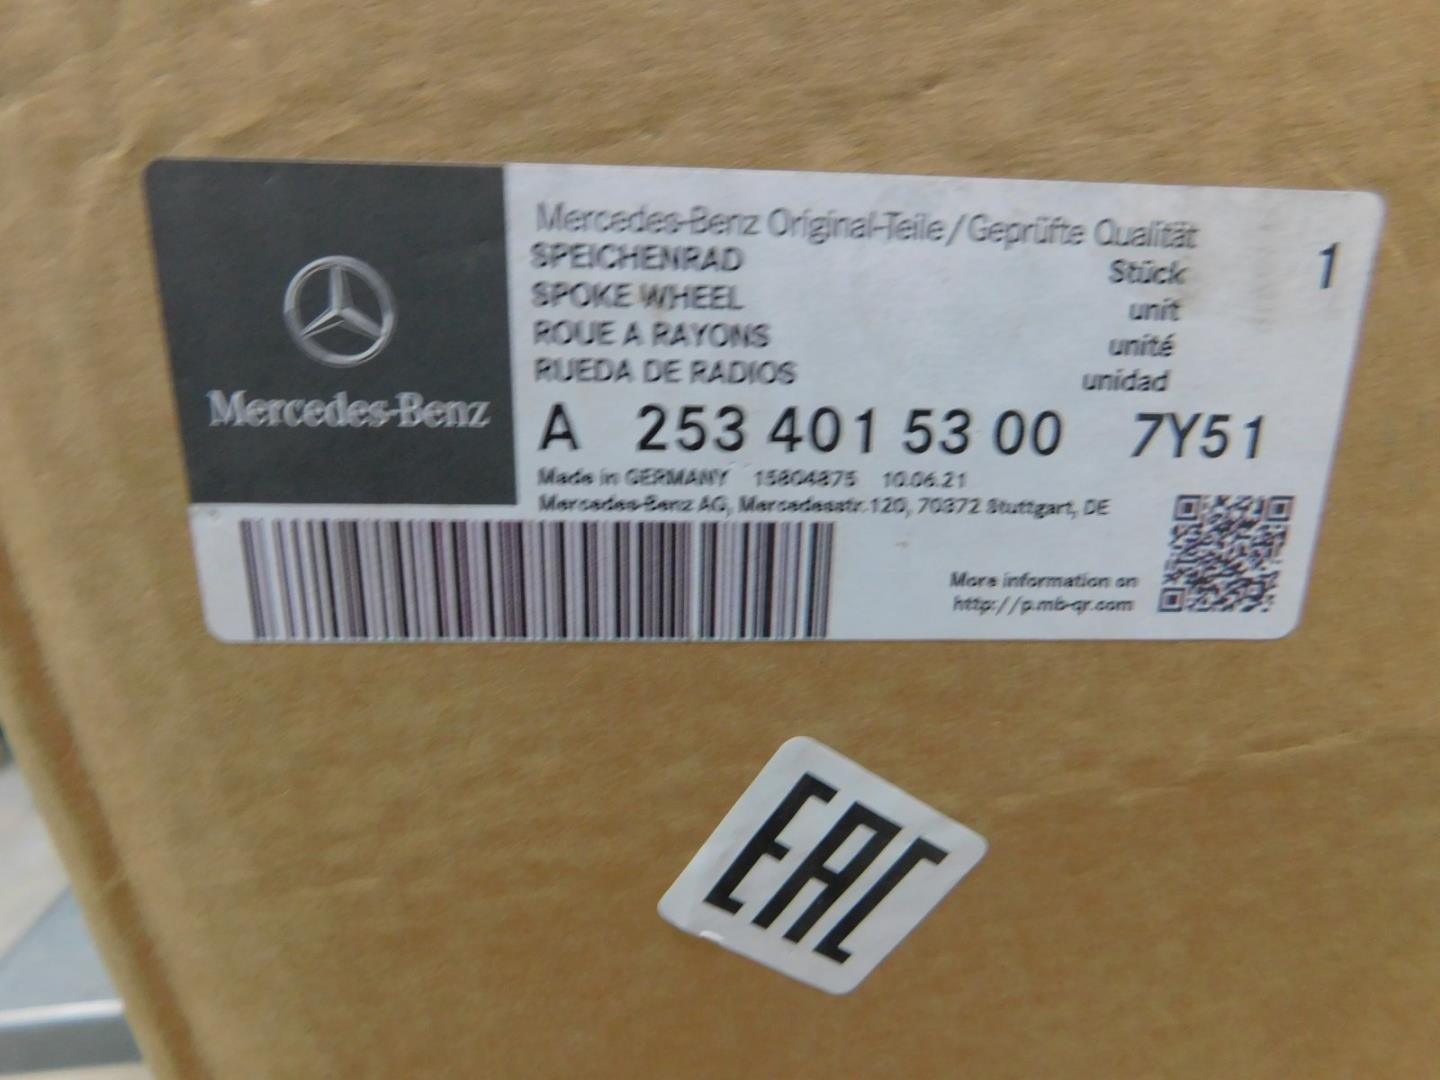 Mercedes-Benz
Mercedes-Benz Original-Teile/Geprüfte Qualität
SPEICHENRAD Stück 1
SPOKE WHEEL unit
ROUE A RAYONS unité
RUEDA DE RADIOS unidad
A 253 401 53 00 7Y51
Made in GERMANY 15804875 10.06.21
Mercedes-Benz AG, Mercedesstr.120, 70372 Stuttgart, DE
More information on
http://p.mb-qr.com
EAC